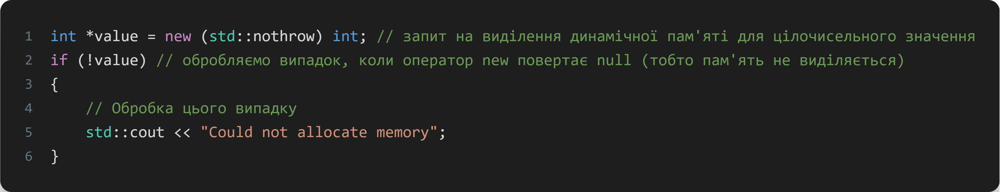 1 int *value = new (std::nothrow) int; // запит на виділення динамічної пам'яті для цілочисельного значення
2 if (!value) // обробляємо випадок, коли оператор new повертає null (тобто пам'ять не виділяється)
3 {
4     // Обробка цього випадку
5     std::cout << "Could not allocate memory";
6 }